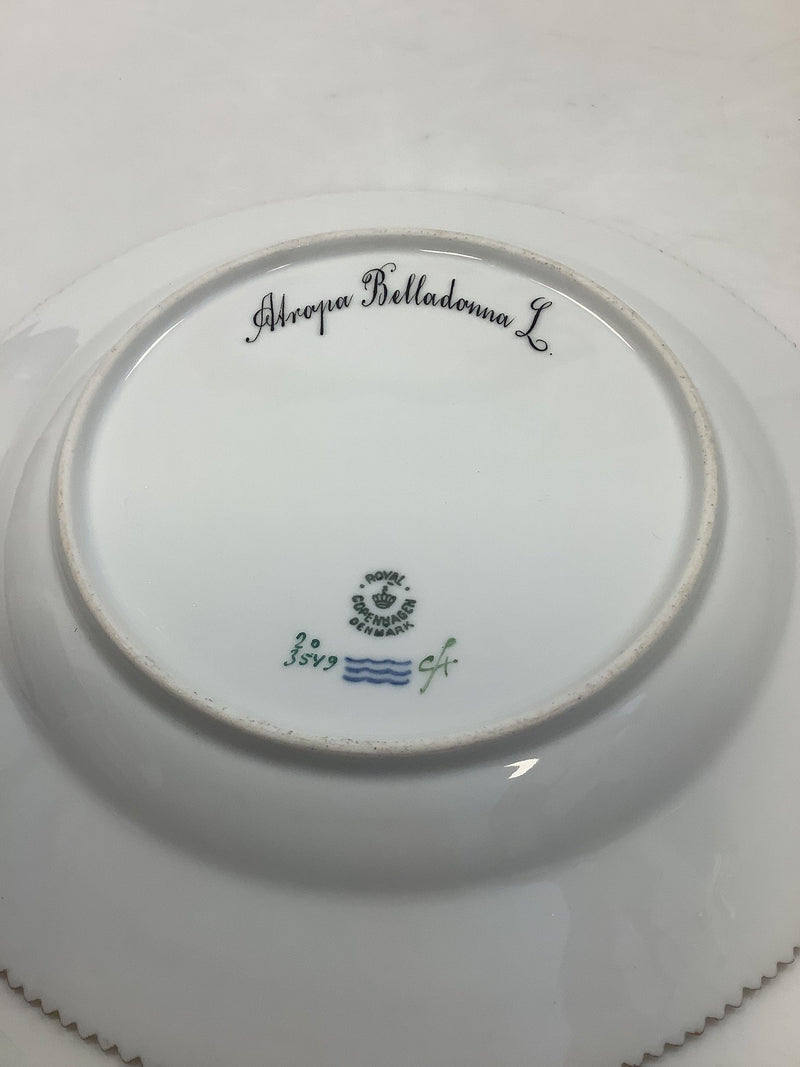 Atropa Belladonna L.
ROYAL
COPENHAGEN
DENMARK
20
3549